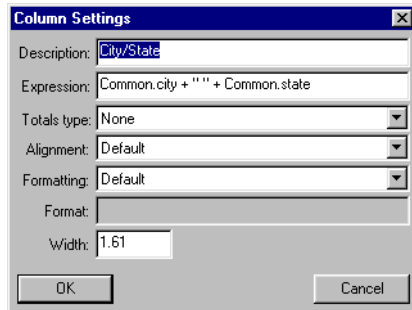 Column Settings
Description: City/State
Expression: Common.city + " " + Common.state
Totals type: None
Alignment: Default
Formatting: Default
Format:
Width: 1.61
OK Cancel